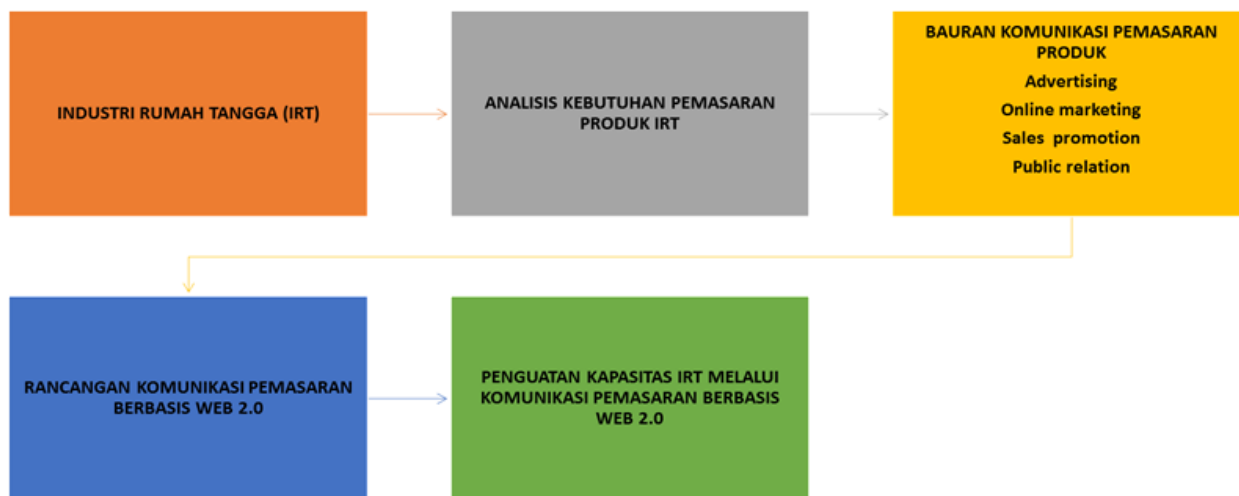 INDUSTRI RUMAH TANGGA (IRT)
ANALISIS KEBUTUHAN PEMASARAN
PRODUK IRT
BAURAN KOMUNIKASI PEMASARAN
PRODUK
Advertising
Online marketing
Sales promotion
Public relation
RANCANGAN KOMUNIKASI PEMASARAN
BERBASIS WEB 2.0
PENGUATAN KAPASITAS IRT MELALUI
KOMUNIKASI PEMASARAN BERBASIS
WEB 2.0